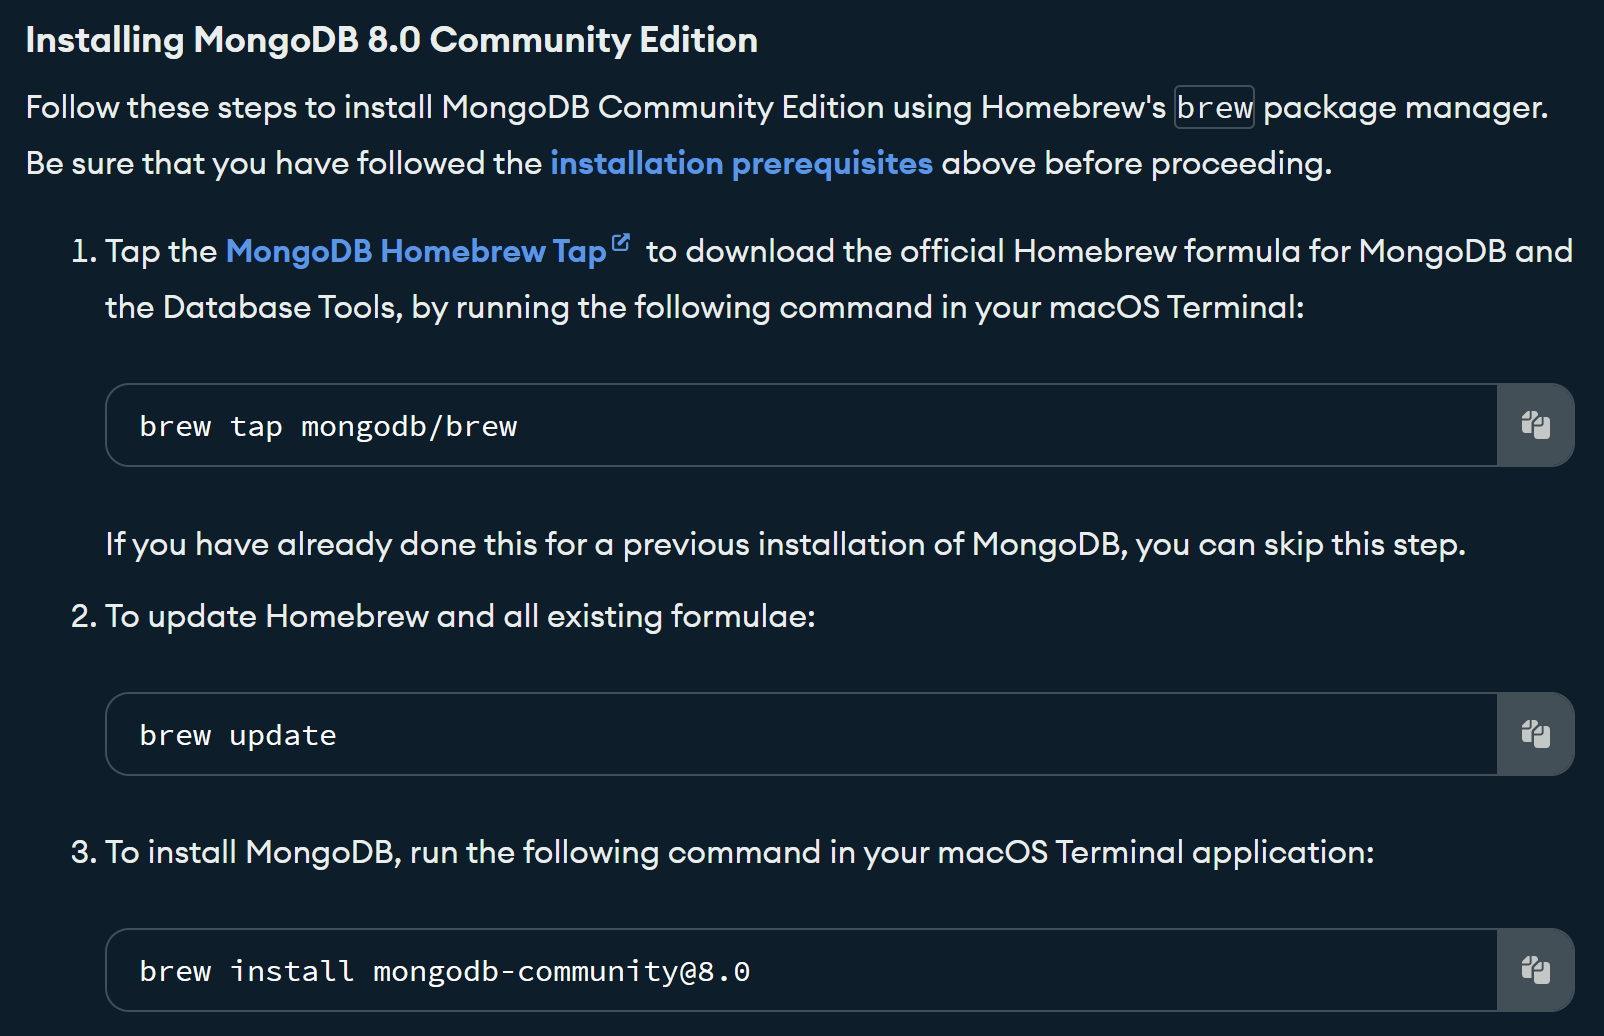 Installing MongoDB 8.0 Community Edition
Follow these steps to install MongoDB Community Edition using Homebrew's brew package manager.
Be sure that you have followed the installation prerequisites above before proceeding.
1. Tap the MongoDB Homebrew Tap to download the official Homebrew formula for MongoDB and
the Database Tools, by running the following command in your macOS Terminal:
brew tap mongodb/brew
If you have already done this for a previous installation of MongoDB, you can skip this step.
2. To update Homebrew and all existing formulae:
brew update
3. To install MongoDB, run the following command in your macOS Terminal application:
brew install mongodb-community@8.0